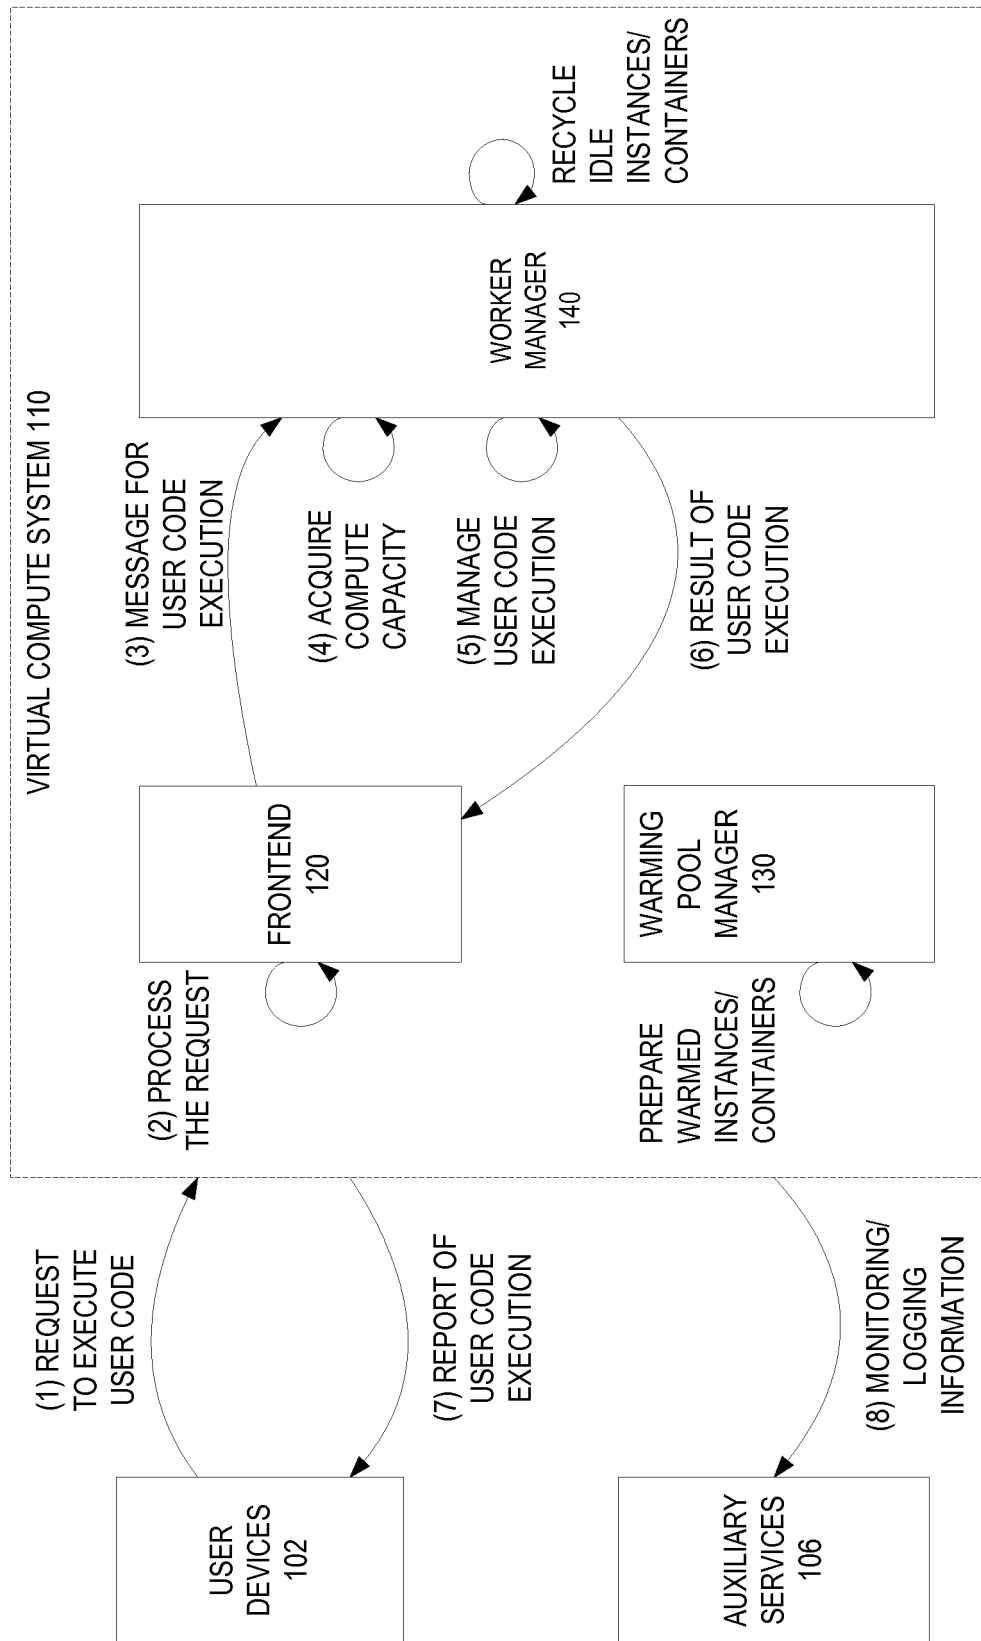 VIRTUAL COMPUTE SYSTEM 110
(1) REQUEST
TO EXECUTE
USER CODE
(2) PROCESS
THE REQUEST
(3) MESSAGE FOR
USER CODE
EXECUTION
USER
DEVICES
102
FRONTEND
120
(4) ACQUIRE
COMPUTE
CAPACITY
(5) MANAGE
USER CODE
EXECUTION
WORKER
MANAGER
140
RECYCLE
IDLE
INSTANCES/
CONTAINERS
(7) REPORT OF
USER CODE
EXECUTION
(6) RESULT OF
USER CODE
EXECUTION
AUXILIARY
SERVICES
106
(8) MONITORING/
LOGGING
INFORMATION
PREPARE
WARMED
INSTANCES/
CONTAINERS
WARMING
POOL
MANAGER
130